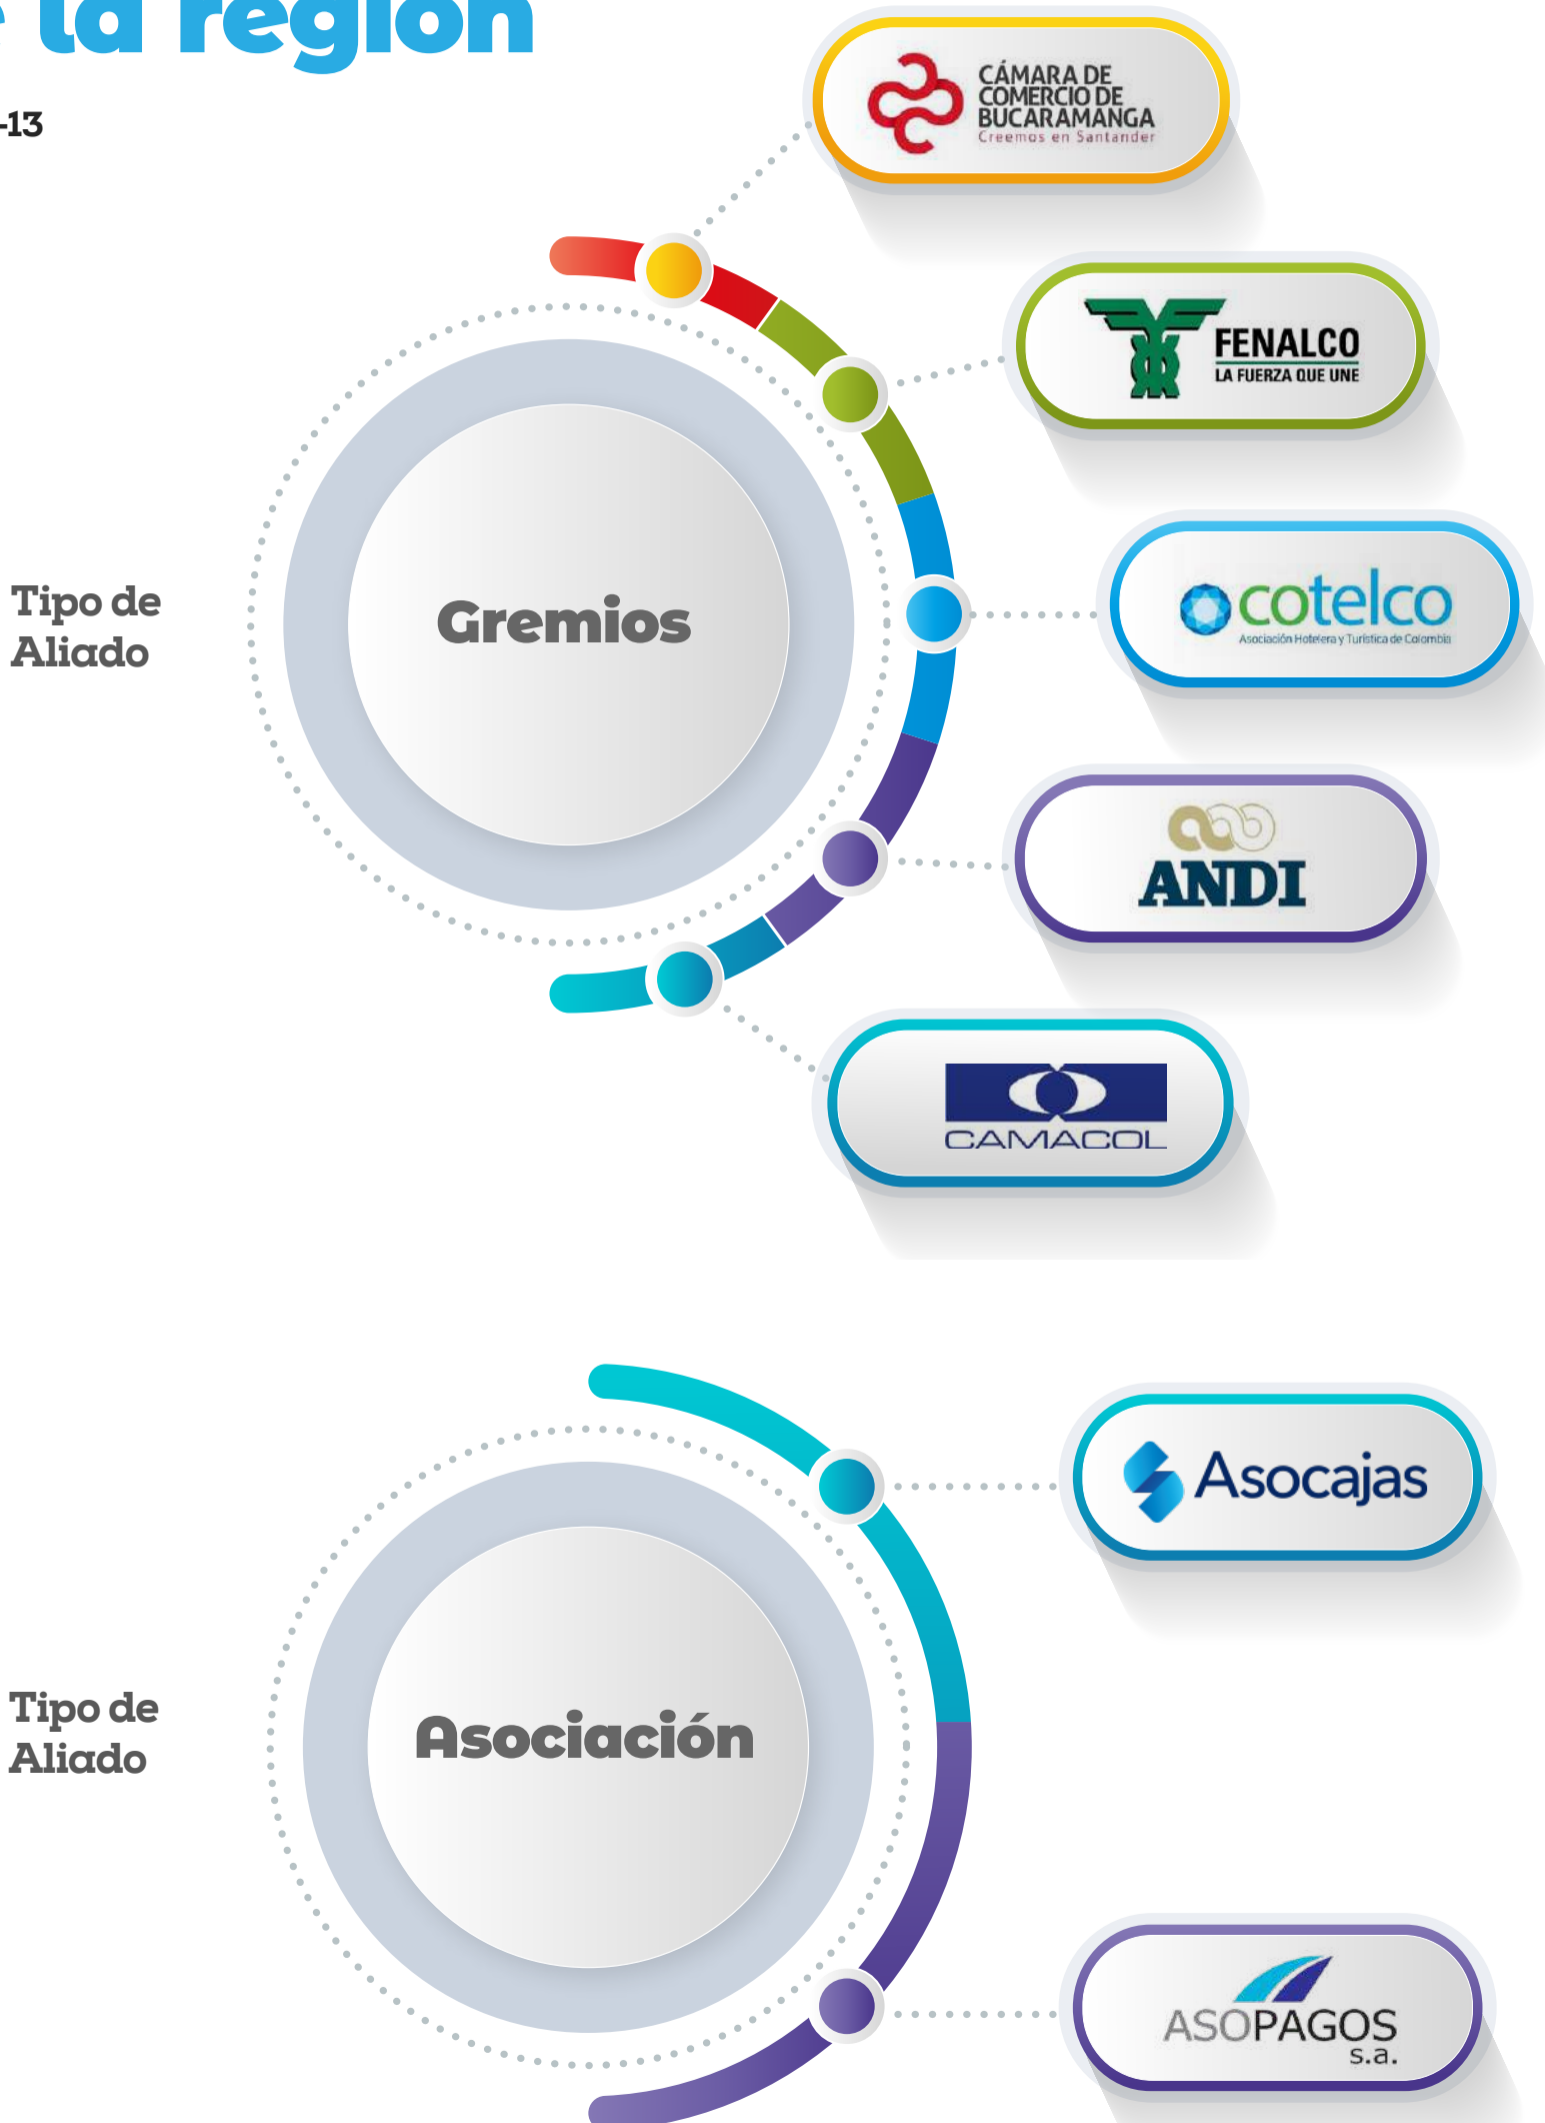 e la región
-13
CÁMARA DE
COMERCIO DE
BUCARAMANGA
Creemos en Santander
FENALCO
LA FUERZA QUE UNE
Tipo de
Aliado
Gremios
cotelco
Asociación Hotelera y Turística de Colombia
ANDI
CAMACOL
Asocajas
Tipo de
Aliado
Asociación
ASOPAGOS
s.a.